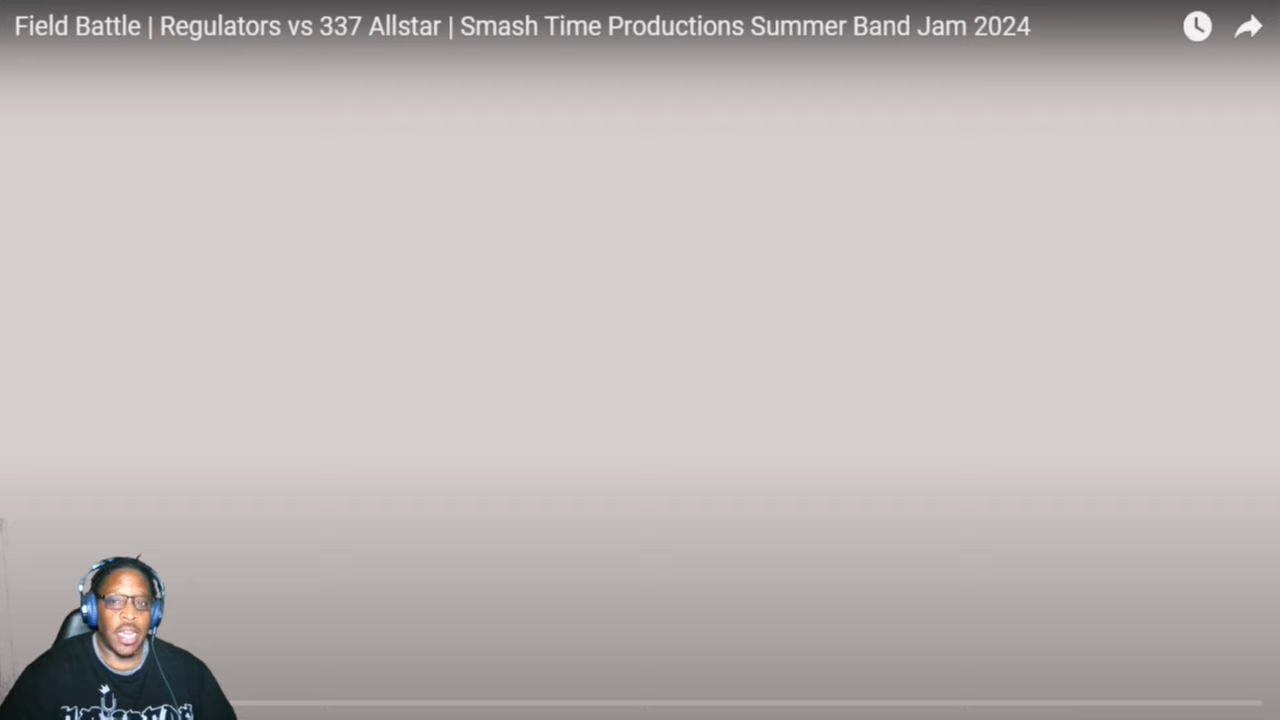 Field Battle | Regulators vs 337 Allstar | Smash Time Productions Summer Band Jam 2024